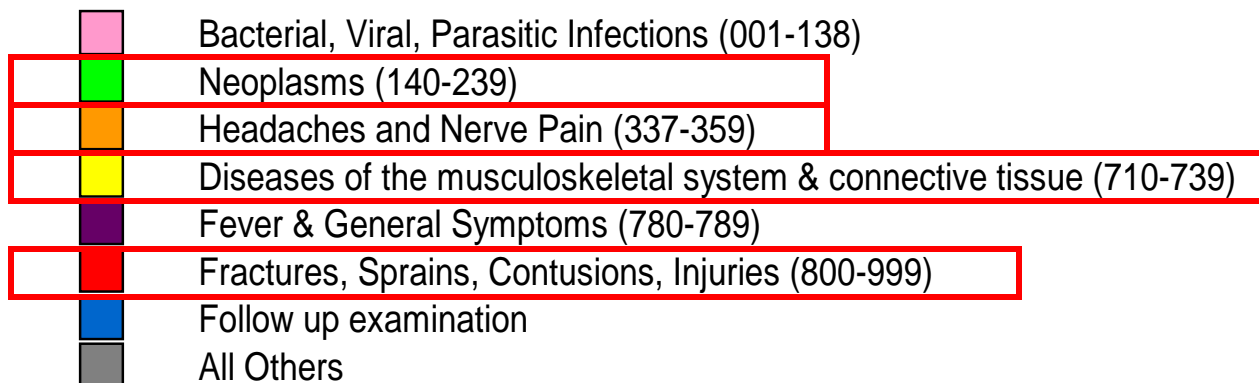 Bacterial, Viral, Parasitic Infections (001-138)
Neoplasms (140-239)
Headaches and Nerve Pain (337-359)
Diseases of the musculoskeletal system & connective tissue (710-739)
Fever & General Symptoms (780-789)
Fractures, Sprains, Contusions, Injuries (800-999)
Follow up examination
All Others